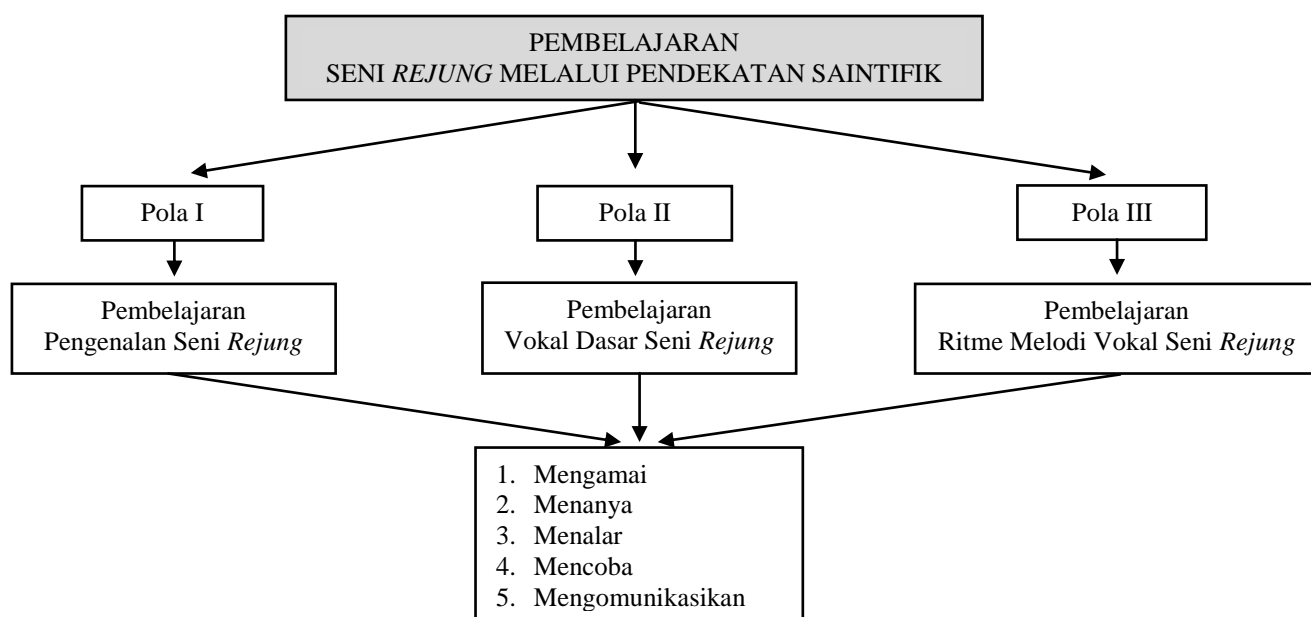 PEMBELAJARAN
SENI REJUNG MELALUI PENDEKATAN SAINTIFIK
Pola I
Pola II
Pola III
Pembelajaran
Pengenalan Seni Rejung
Pembelajaran
Vokal Dasar Seni Rejung
Pembelajaran
Ritme Melodi Vokal Seni Rejung
1. Mengamai
2. Menanya
3. Menalar
4. Mencoba
5. Mengomunikasikan